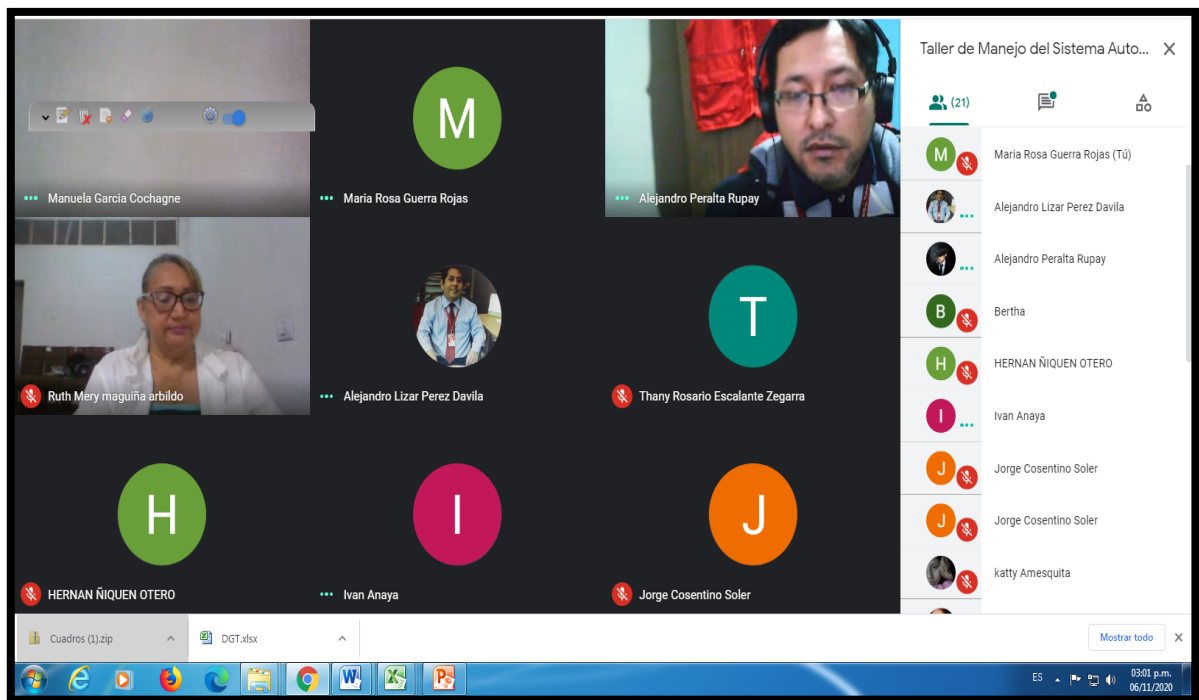 Manuela Garcia Cochagne
M
Maria Rosa Guerra Rojas
Alejandro Peralta Rupay
Ruth Mery maguiña arbildo
Alejandro Lizar Perez Davila
T
Thany Rosario Escalante Zegarra
H
HERNAN ÑIQUEN OTERO
I
Ivan Anaya
J
Jorge Cosentino Soler
Taller de Manejo del Sistema Auto...
(21)
M
Maria Rosa Guerra Rojas (Tú)
Alejandro Lizar Perez Davila
Alejandro Peralta Rupay
B
Bertha
H
HERNAN ÑIQUEN OTERO
I
Ivan Anaya
J
Jorge Cosentino Soler
J
Jorge Cosentino Soler
katty Amesquita
Cuadros (1).zip
DGT.xlsx
Mostrar todo
ES
03:01 p.m.
06/11/2020